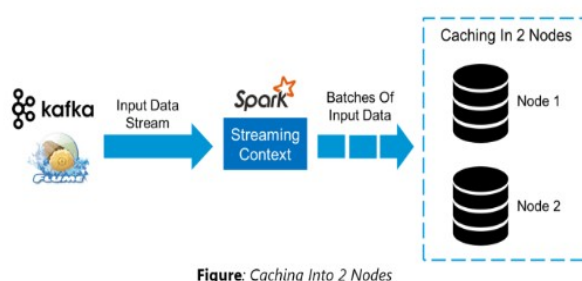 Caching In 2 Nodes
kafka
FLUME
Input Data
Stream
Spark
Streaming
Context
Batches Of
Input Data
Node 1
Node 2
Figure: Caching Into 2 Nodes